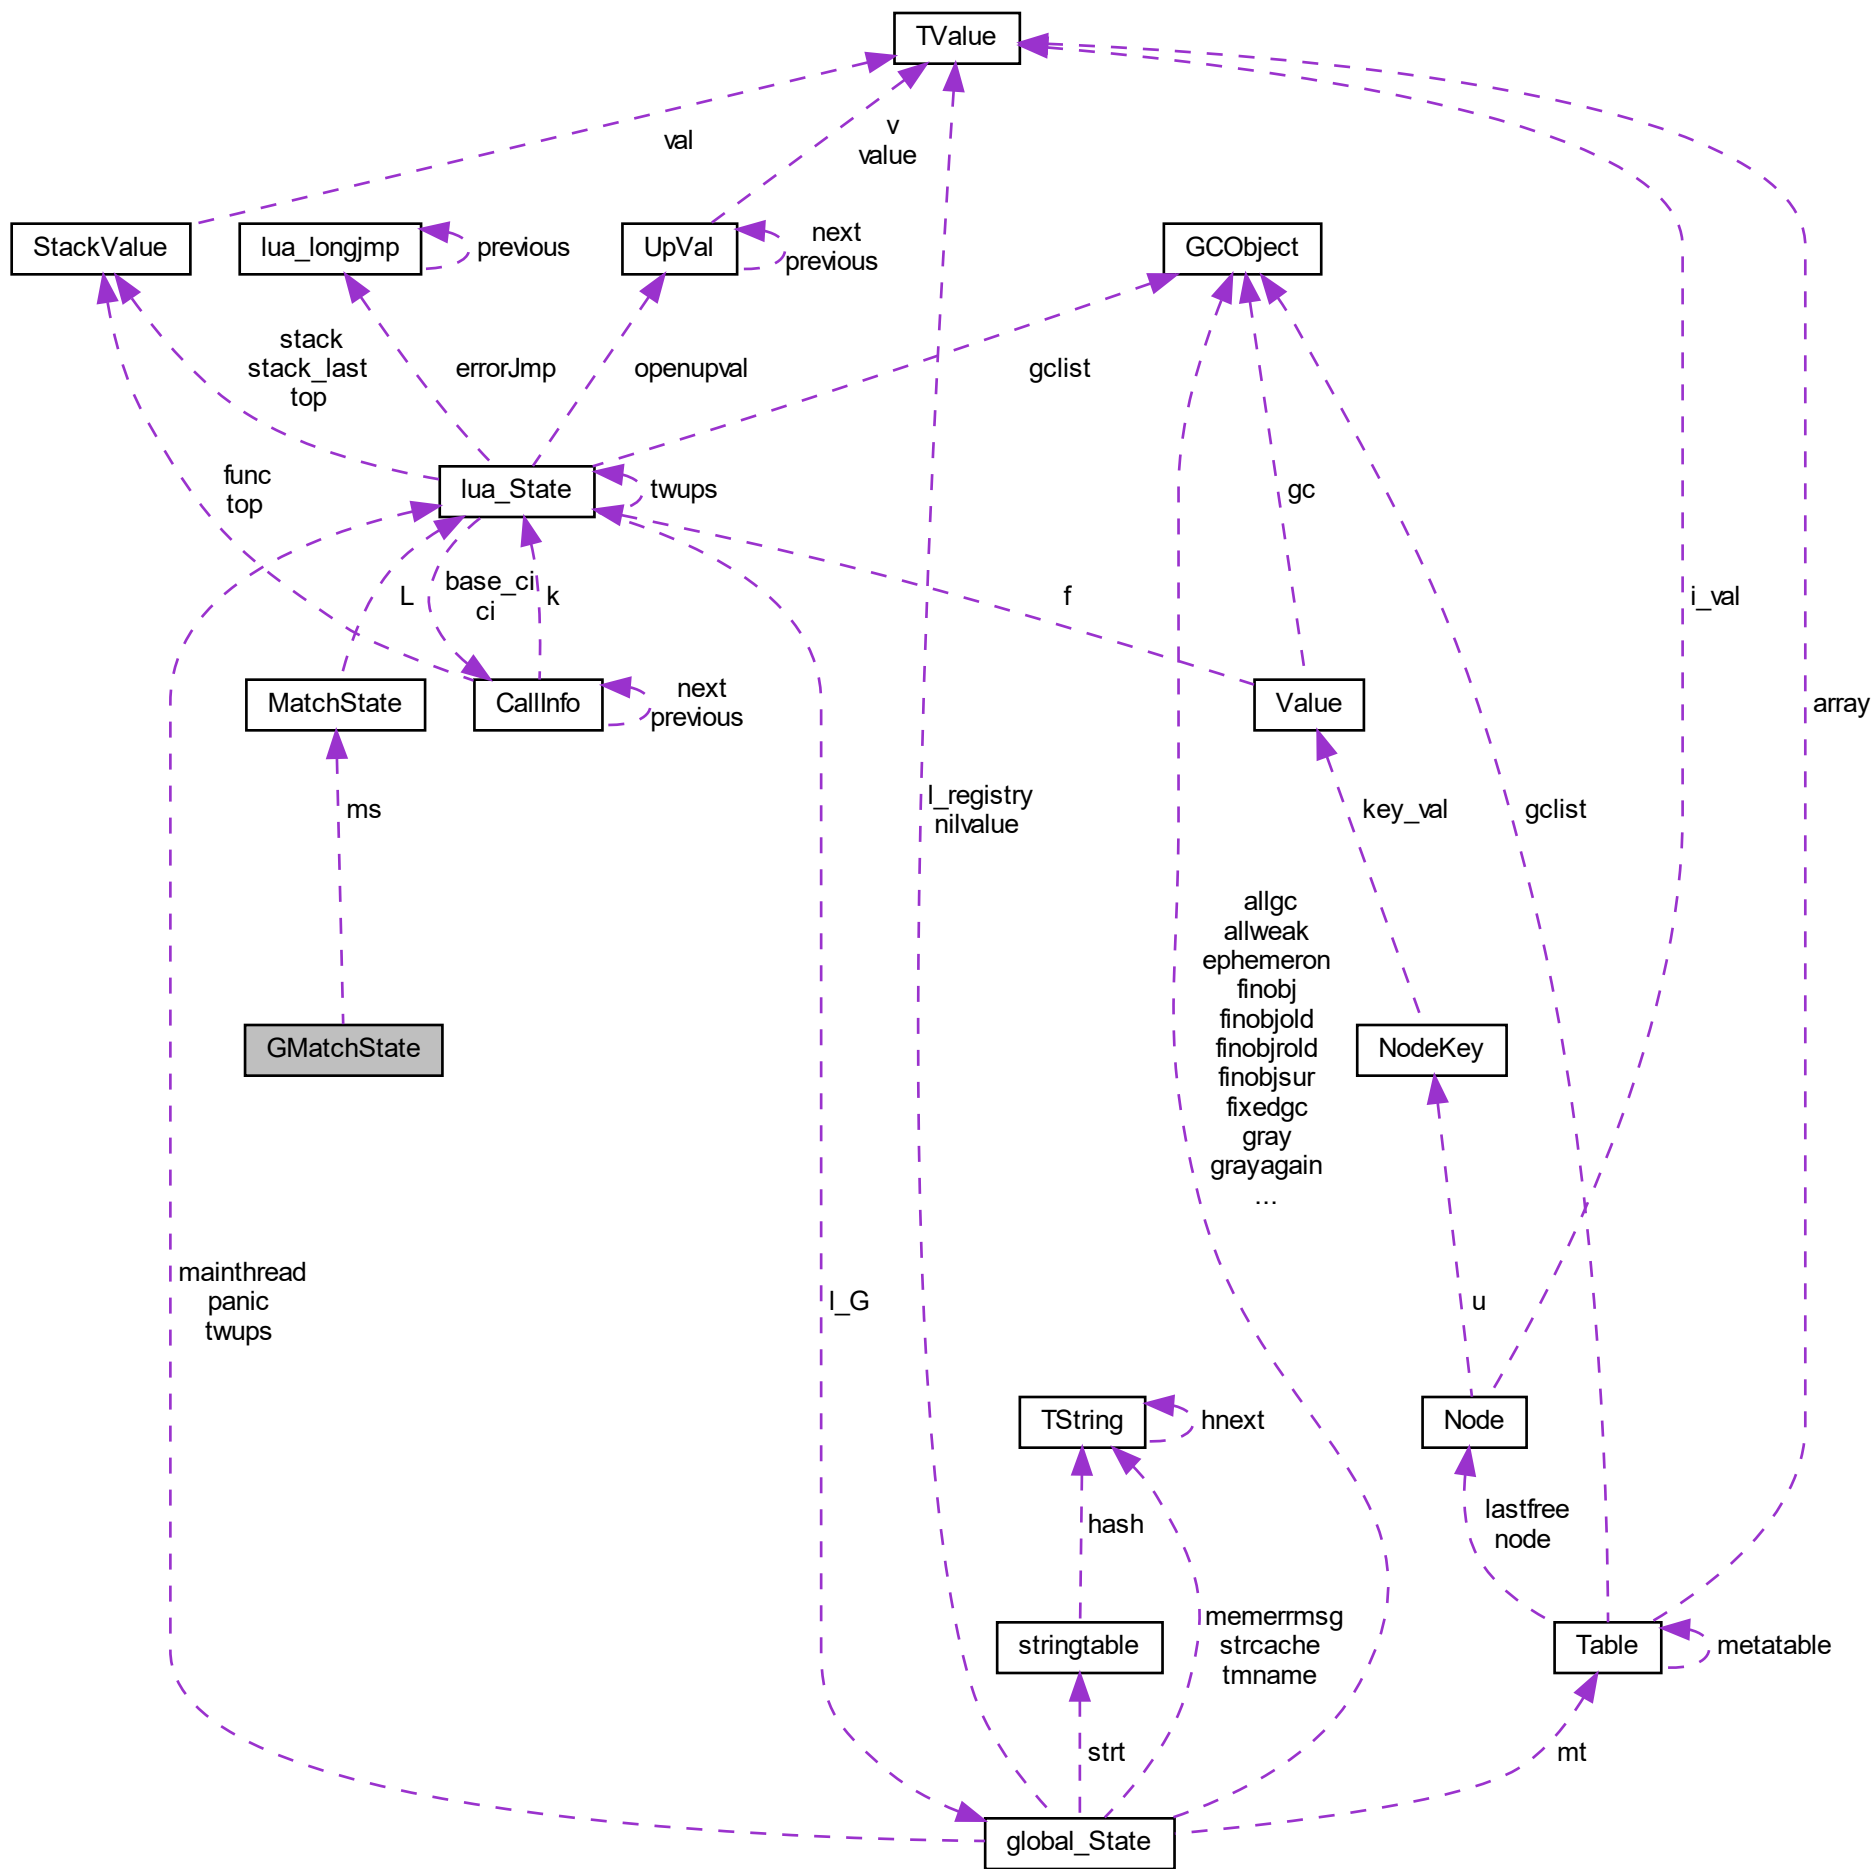 TValue
val
v
value
StackValue
lua_longjmp
previous
UpVal
next
previous
GCObject
stack
stack_last
top
errorJmp
openupval
gclist
func
top
lua_State
twups
gc
L
base_ci
ci
k
f
i_val
MatchState
CallInfo
next
previous
Value
array
ms
l_registry
nilvalue
key_val
gclist
allgc
allweak
ephemeron
finobj
finobjold
finobjrold
finobjsur
fixedgc
gray
grayagain
...
GMatchState
NodeKey
mainthread
panic
twups
l_G
u
TString
hnext
Node
hash
lastfree
node
memerrmsg
strcache
tmname
stringtable
Table
metatable
strt
mt
global_State